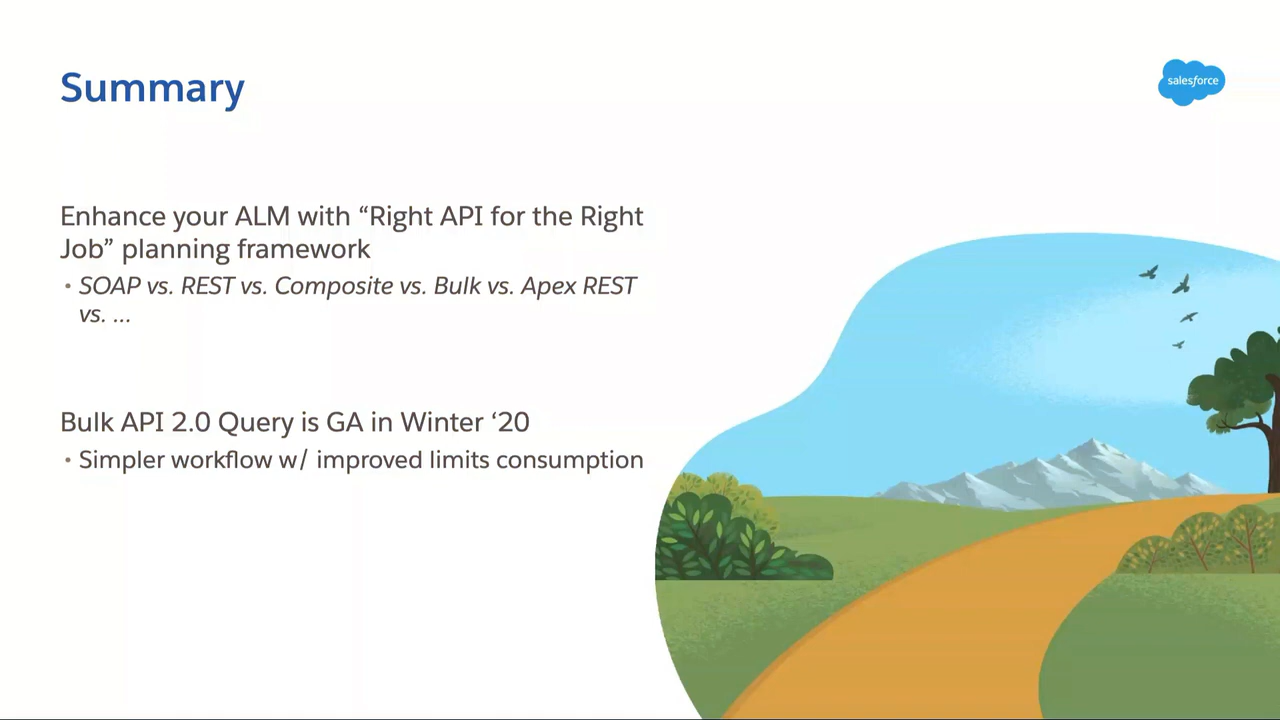 Summary
salesforce
Enhance your ALM with “Right API for the Right
Job” planning framework
• SOAP vs. REST vs. Composite vs. Bulk vs. Apex REST
vs. ...
Bulk API 2.0 Query is GA in Winter ‘20
• Simpler workflow w/ improved limits consumption